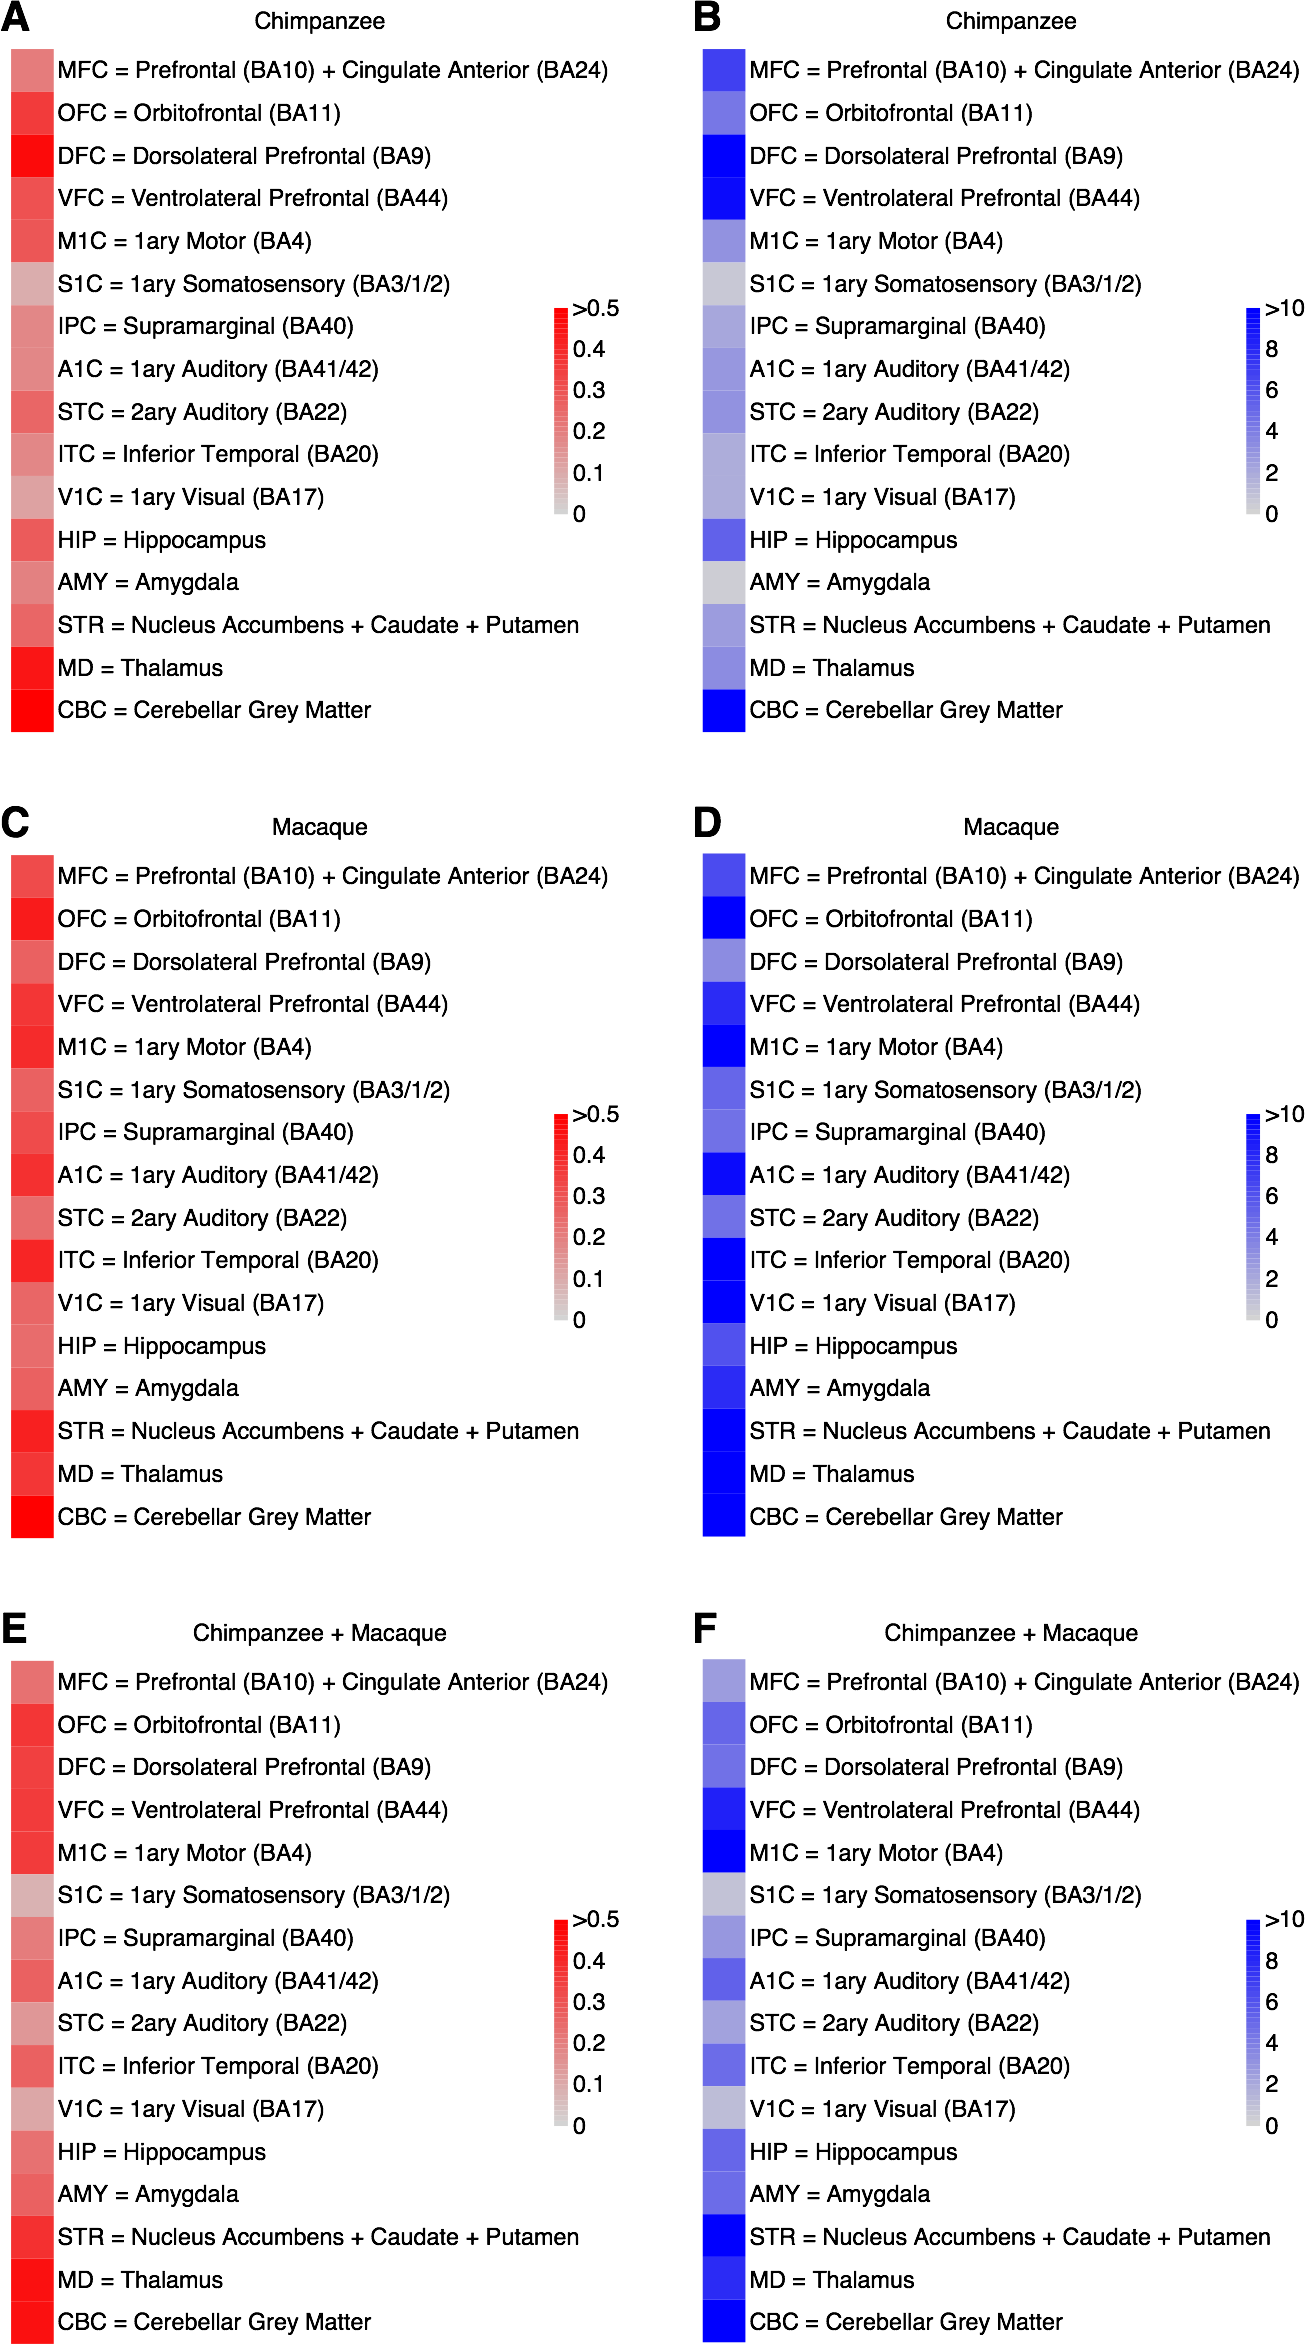 A
Chimpanzee
MFC = Prefrontal (BA10) + Cingulate Anterior (BA24)
OFC = Orbitofrontal (BA11)
DFC = Dorsolateral Prefrontal (BA9)
VFC = Ventrolateral Prefrontal (BA44)
M1C = 1ary Motor (BA4)
S1C = 1ary Somatosensory (BA3/1/2)
IPC = Supramarginal (BA40)
A1C = 1ary Auditory (BA41/42)
STC = 2ary Auditory (BA22)
ITC = Inferior Temporal (BA20)
V1C = 1ary Visual (BA17)
HIP = Hippocampus
AMY = Amygdala
STR = Nucleus Accumbens + Caudate + Putamen
MD = Thalamus
CBC = Cerebellar Grey Matter
>0.5
0.4
0.3
0.2
0.1
0
B
Chimpanzee
MFC = Prefrontal (BA10) + Cingulate Anterior (BA24)
OFC = Orbitofrontal (BA11)
DFC = Dorsolateral Prefrontal (BA9)
VFC = Ventrolateral Prefrontal (BA44)
M1C = 1ary Motor (BA4)
S1C = 1ary Somatosensory (BA3/1/2)
IPC = Supramarginal (BA40)
A1C = 1ary Auditory (BA41/42)
STC = 2ary Auditory (BA22)
ITC = Inferior Temporal (BA20)
V1C = 1ary Visual (BA17)
HIP = Hippocampus
AMY = Amygdala
STR = Nucleus Accumbens + Caudate + Putamen
MD = Thalamus
CBC = Cerebellar Grey Matter
>10
8
6
4
2
0
C
Macaque
MFC = Prefrontal (BA10) + Cingulate Anterior (BA24)
OFC = Orbitofrontal (BA11)
DFC = Dorsolateral Prefrontal (BA9)
VFC = Ventrolateral Prefrontal (BA44)
M1C = 1ary Motor (BA4)
S1C = 1ary Somatosensory (BA3/1/2)
IPC = Supramarginal (BA40)
A1C = 1ary Auditory (BA41/42)
STC = 2ary Auditory (BA22)
ITC = Inferior Temporal (BA20)
V1C = 1ary Visual (BA17)
HIP = Hippocampus
AMY = Amygdala
STR = Nucleus Accumbens + Caudate + Putamen
MD = Thalamus
CBC = Cerebellar Grey Matter
>0.5
0.4
0.3
0.2
0.1
0
D
Macaque
MFC = Prefrontal (BA10) + Cingulate Anterior (BA24)
OFC = Orbitofrontal (BA11)
DFC = Dorsolateral Prefrontal (BA9)
VFC = Ventrolateral Prefrontal (BA44)
M1C = 1ary Motor (BA4)
S1C = 1ary Somatosensory (BA3/1/2)
IPC = Supramarginal (BA40)
A1C = 1ary Auditory (BA41/42)
STC = 2ary Auditory (BA22)
ITC = Inferior Temporal (BA20)
V1C = 1ary Visual (BA17)
HIP = Hippocampus
AMY = Amygdala
STR = Nucleus Accumbens + Caudate + Putamen
MD = Thalamus
CBC = Cerebellar Grey Matter
>10
8
6
4
2
0
E
Chimpanzee + Macaque
MFC = Prefrontal (BA10) + Cingulate Anterior (BA24)
OFC = Orbitofrontal (BA11)
DFC = Dorsolateral Prefrontal (BA9)
VFC = Ventrolateral Prefrontal (BA44)
M1C = 1ary Motor (BA4)
S1C = 1ary Somatosensory (BA3/1/2)
IPC = Supramarginal (BA40)
A1C = 1ary Auditory (BA41/42)
STC = 2ary Auditory (BA22)
ITC = Inferior Temporal (BA20)
V1C = 1ary Visual (BA17)
HIP = Hippocampus
AMY = Amygdala
STR = Nucleus Accumbens + Caudate + Putamen
MD = Thalamus
CBC = Cerebellar Grey Matter
>0.5
0.4
0.3
0.2
0.1
0
F
Chimpanzee + Macaque
MFC = Prefrontal (BA10) + Cingulate Anterior (BA24)
OFC = Orbitofrontal (BA11)
DFC = Dorsolateral Prefrontal (BA9)
VFC = Ventrolateral Prefrontal (BA44)
M1C = 1ary Motor (BA4)
S1C = 1ary Somatosensory (BA3/1/2)
IPC = Supramarginal (BA40)
A1C = 1ary Auditory (BA41/42)
STC = 2ary Auditory (BA22)
ITC = Inferior Temporal (BA20)
V1C = 1ary Visual (BA17)
HIP = Hippocampus
AMY = Amygdala
STR = Nucleus Accumbens + Caudate + Putamen
MD = Thalamus
CBC = Cerebellar Grey Matter
>10
8
6
4
2
0